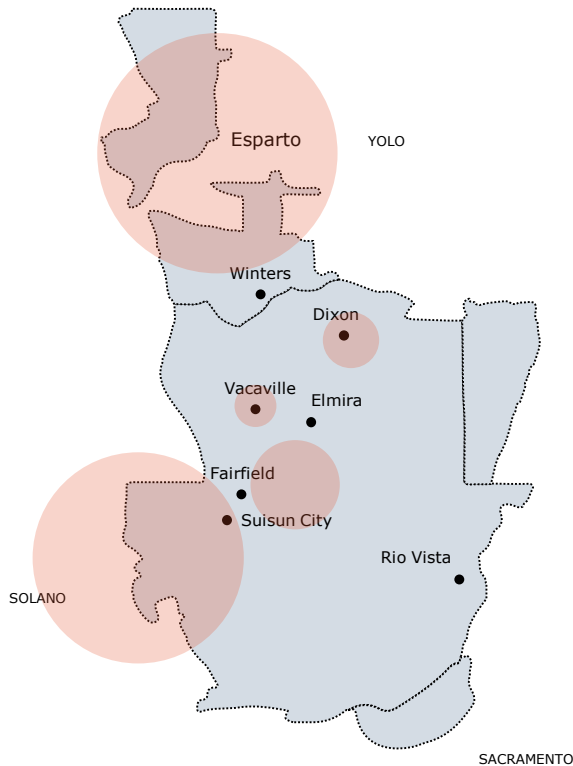 Esparto
YOLO
Winters
Dixon
Vacaville
Elmira
Fairfield
Suisun City
Rio Vista
SOLANO
SACRAMENTO